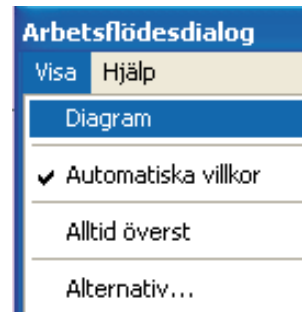 Arbetsflödesdialog
Visa Hjälp
Diagram
Automatiska villkor
Alltid överst
Alternativ...